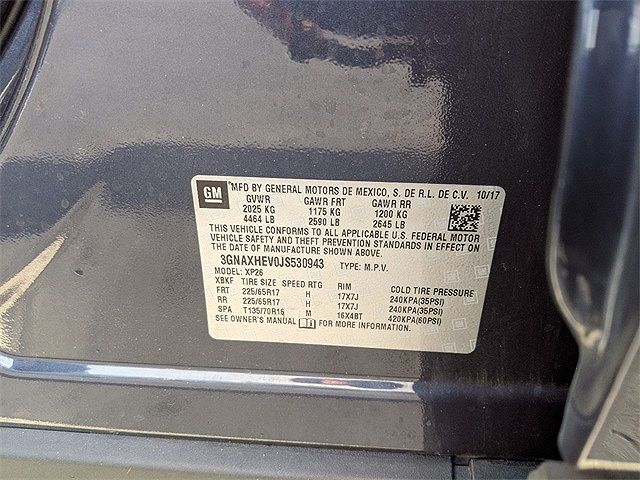 GM MFD BY GENERAL MOTORS DE MEXICO, S. DE R.L. DE C.V. 10/17
GVWR GAWR FRT GAWR RR
2025 KG 1175 KG 1200 KG
4464 LB 2590 LB 2645 LB
THIS VEHICLE CONFORMS TO ALL APPLICABLE U.S. FEDERAL MOTOR
VEHICLE SAFETY AND THEFT PREVENTION STANDARDS IN EFFECT ON
THE DATE OF MANUFACTURE SHOWN ABOVE.
3GNAXHEV0JS530943 TYPE: M.P.V.
MODEL: XP26
XBKF TIRE SIZE SPEED RTG RIM COLD TIRE PRESSURE
FRT 225/65R17 H 17X7J 240KPA(35PSI)
RR 225/65R17 H 17X7J 240KPA(35PSI)
SPA T135/70R16 M 16X4BT 420KPA(60PSI)
SEE OWNER'S MANUAL FOR MORE INFORMATION.